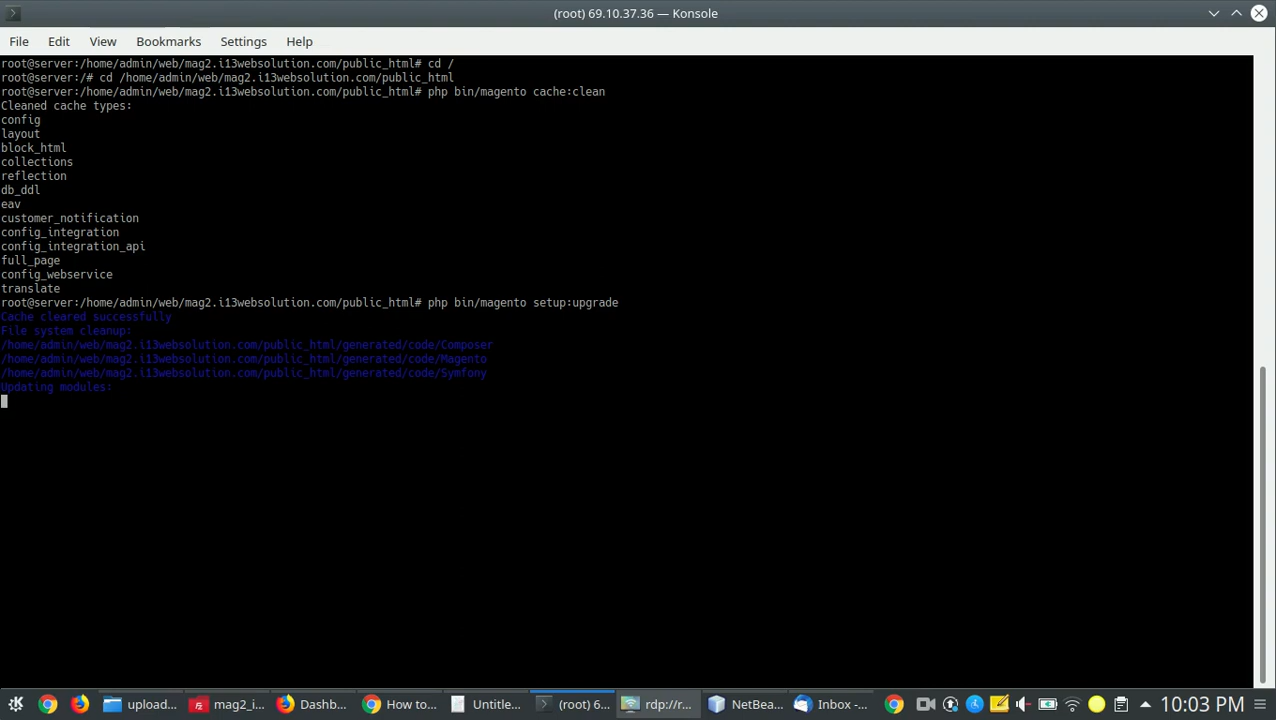 (root) 69.10.37.36 — Konsole
File Edit View Bookmarks Settings Help
root@server:/home/admin/web/mag2.i13websolution.com/public_html# cd /
root@server:/# cd /home/admin/web/mag2.i13websolution.com/public_html
root@server:/home/admin/web/mag2.i13websolution.com/public_html# php bin/magento cache:clean
Cleaned cache types:
config
layout
block_html
collections
reflection
db_ddl
eav
customer_notification
config_integration
config_integration_api
full_page
config_webservice
translate
root@server:/home/admin/web/mag2.i13websolution.com/public_html# php bin/magento setup:upgrade
Cache cleared successfully
File system cleanup:
/home/admin/web/mag2.i13websolution.com/public_html/generated/code/Composer
/home/admin/web/mag2.i13websolution.com/public_html/generated/code/Magento
/home/admin/web/mag2.i13websolution.com/public_html/generated/code/Symfony
Updating modules:
upload... mag2_i... Dashb... How to... Untitle... (root) 6... rdp://r... NetBea... Inbox -... 10:03 PM